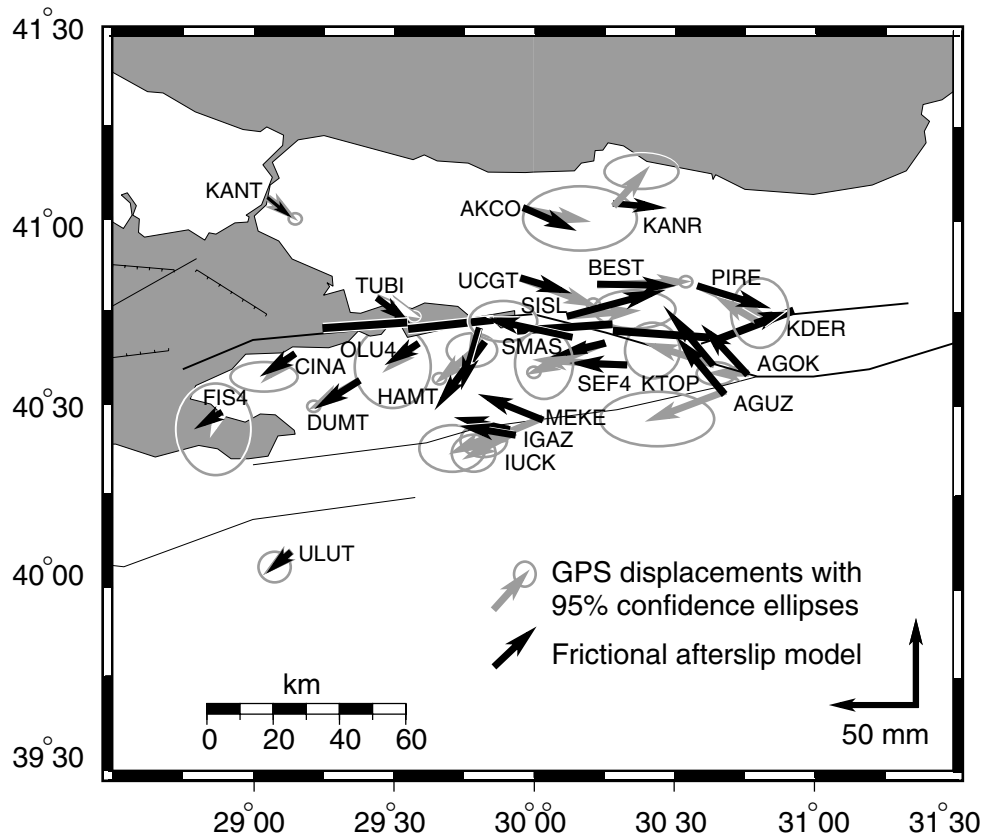 41°30
KANT
AKCO
KANR
41°00
UCGT
BEST
PIRE
TUBI
SISL
KDER
OLU4
SMAS
CINA
AGOK
SEF4
KTOP
HAMT
FIS4
AGUZ
40°30
DUMT
MEKE
IGAZ
IUCK
ULUT
40°00
GPS displacements with
95% confidence ellipses
Frictional afterslip model
km
0 20 40 60
50 mm
39°30
29°00 29°30 30°00 30°30 31°00 31°30